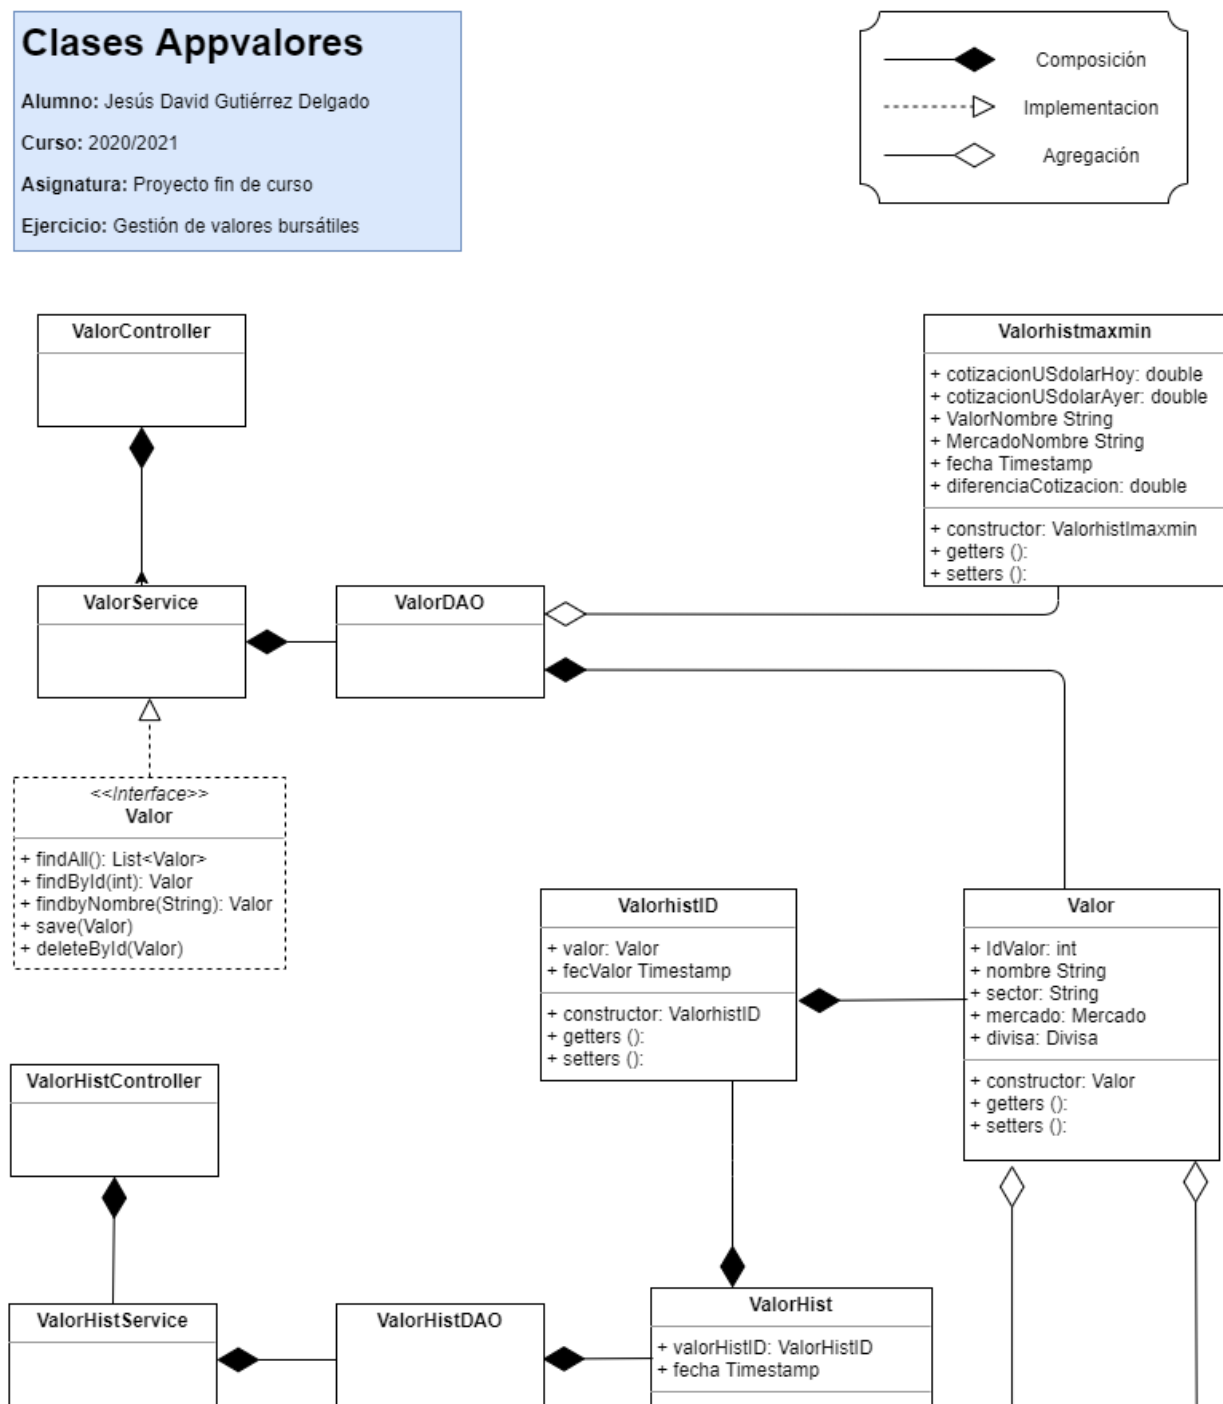 Clases Appvalores
Alumno: Jesús David Gutiérrez Delgado
Curso: 2020/2021
Asignatura: Proyecto fin de curso
Ejercicio: Gestión de valores bursátiles
Composición
Implementacion
Agregación
ValorController
Valorhistmaxmin
+ cotizacionUSdolarHoy: double
+ cotizacionUSdolarAyer: double
+ ValorNombre String
+ MercadoNombre String
+ fecha Timestamp
+ diferenciaCotizacion: double
+ constructor: ValorhistImaxmin
+ getters ():
+ setters ():
ValorService
ValorDAO
<<Interface>>
Valor
+ findAll(): List<Valor>
+ findById(int): Valor
+ findbyNombre(String): Valor
+ save(Valor)
+ deleteById(Valor)
ValorhistID
+ valor: Valor
+ fecValor Timestamp
+ constructor: ValorhistID
+ getters ():
+ setters ():
Valor
+ IdValor: int
+ nombre String
+ sector: String
+ mercado: Mercado
+ divisa: Divisa
+ constructor: Valor
+ getters ():
+ setters ():
ValorHistController
ValorHistService
ValorHistDAO
ValorHist
+ valorHistID: ValorHistID
+ fecha Timestamp